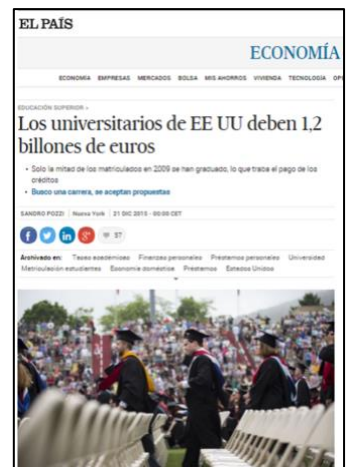 EL PAÍS
ECONOMÍA
ECONOMÍA EMPRESAS MERCADOS BOLSA MIS AHORROS VIVIENDA TECNOLOGÍA
EDUCACIÓN SUPERIOR »
Los universitarios de EE UU deben 1,2
billones de euros
Solo la mitad de los matriculados en 2009 se han graduado, lo que traba el pago de los
créditos
Busco una carrera, se aceptan propuestas
SANDRO POZZI | Nueva York | 21 DIC 2015 - 00:00 CET
57
Archivado en: Tasas académicas Finanzas personales Préstamos personales Universidad
Matriculación estudiantes Economía doméstica Préstamos Estados Unidos